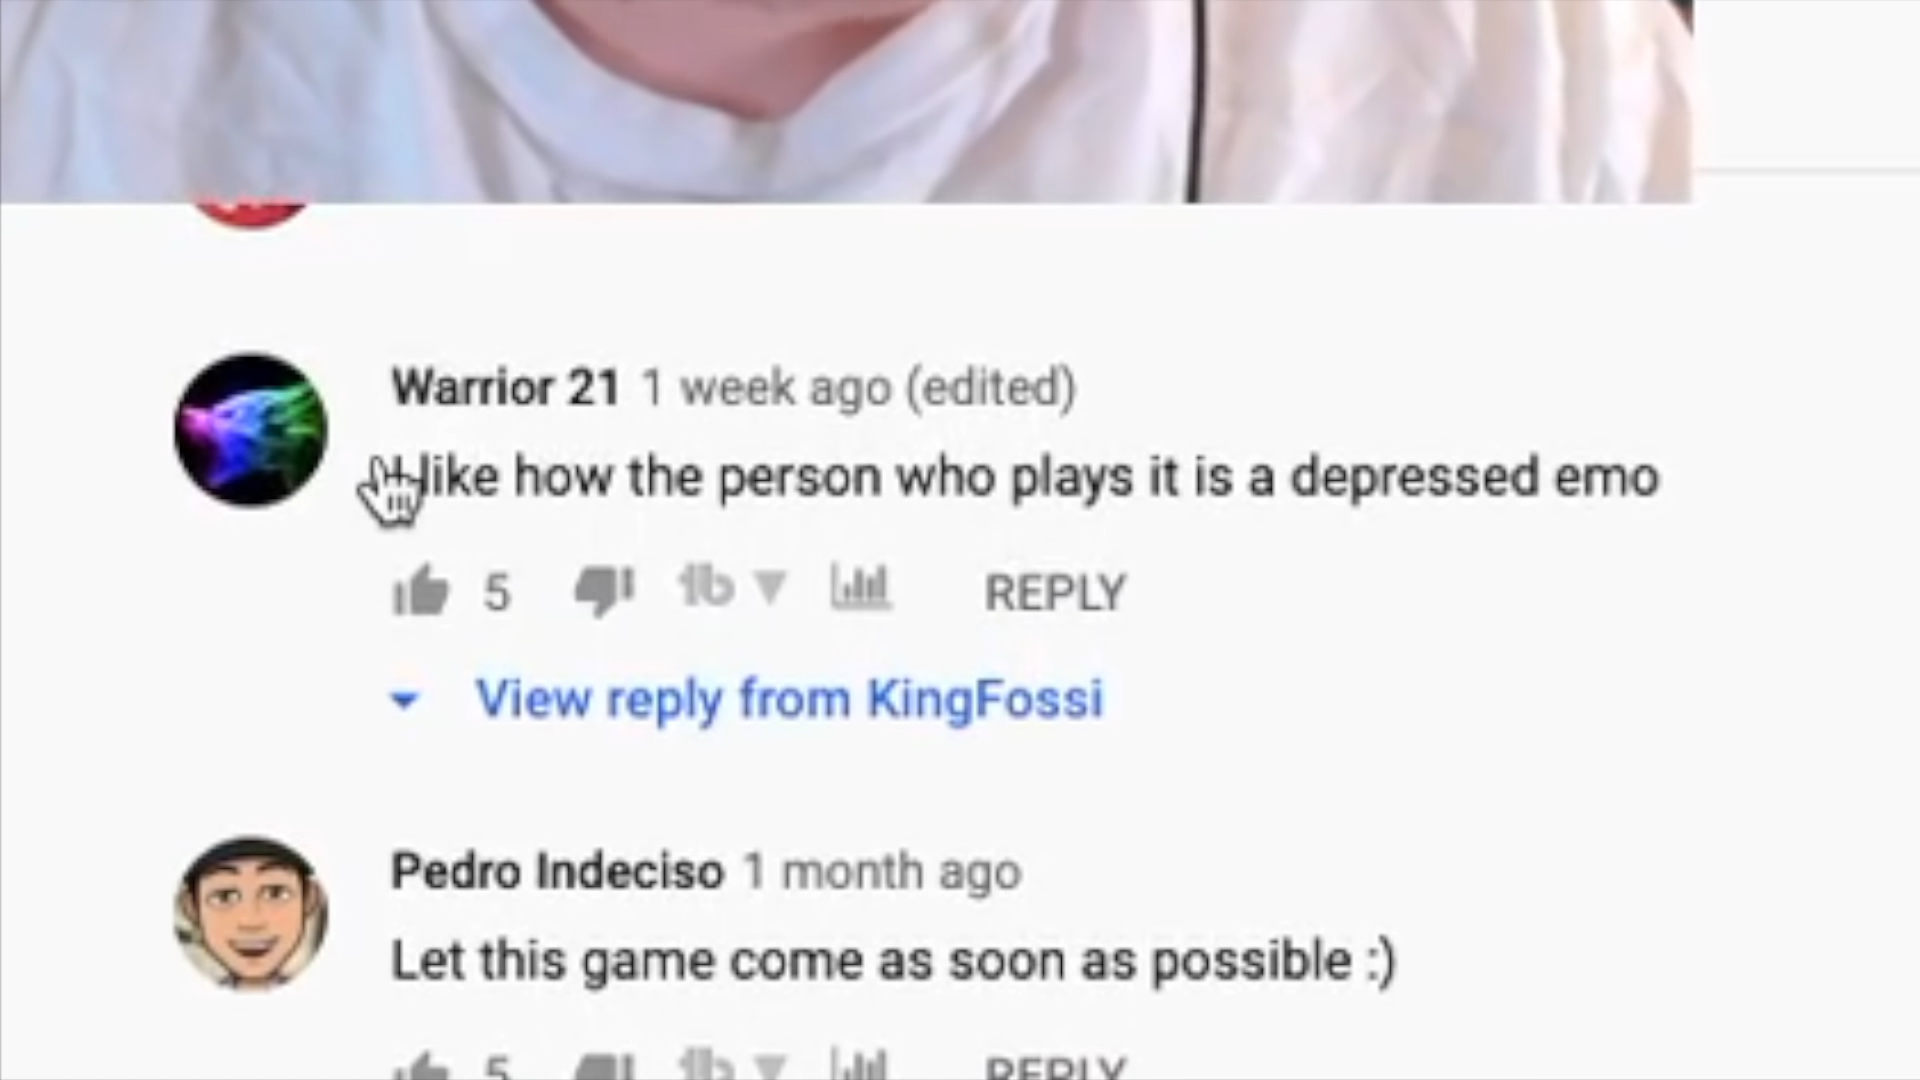 Warrior 21 1 week ago (edited)
I like how the person who plays it is a depressed emo
5 REPLY
View reply from KingFossi
Pedro Indeciso 1 month ago
Let this game come as soon as possible :)
5 REPLY